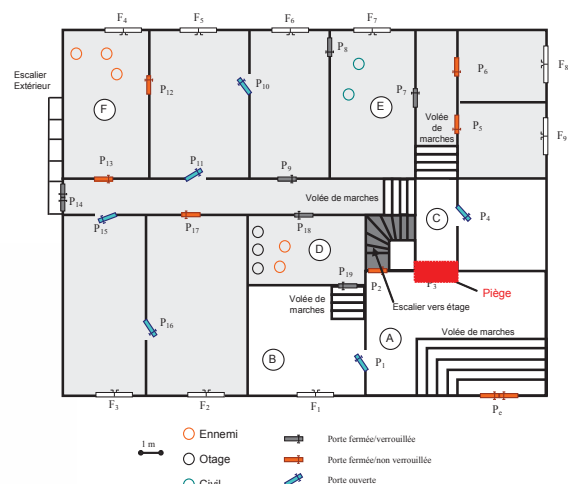 F4
F5
F6
F7
Escalier
Extérieur
P8
P6
F8
P12
P10
P7
F
E
Volée
de
marches
P5
F9
P13
P11
P9
P14
Volée de marches
C
P4
P15
P17
P18
D
P19
P2
P3
Piège
Escalier vers étage
Volée de
marches
P16
A
Volée de marches
B
P1
F3
F2
F1
Pe
1 m
Ennemi
Porte fermée/verrouillée
Otage
Porte fermée/non verrouillée
Civil
Porte ouverte